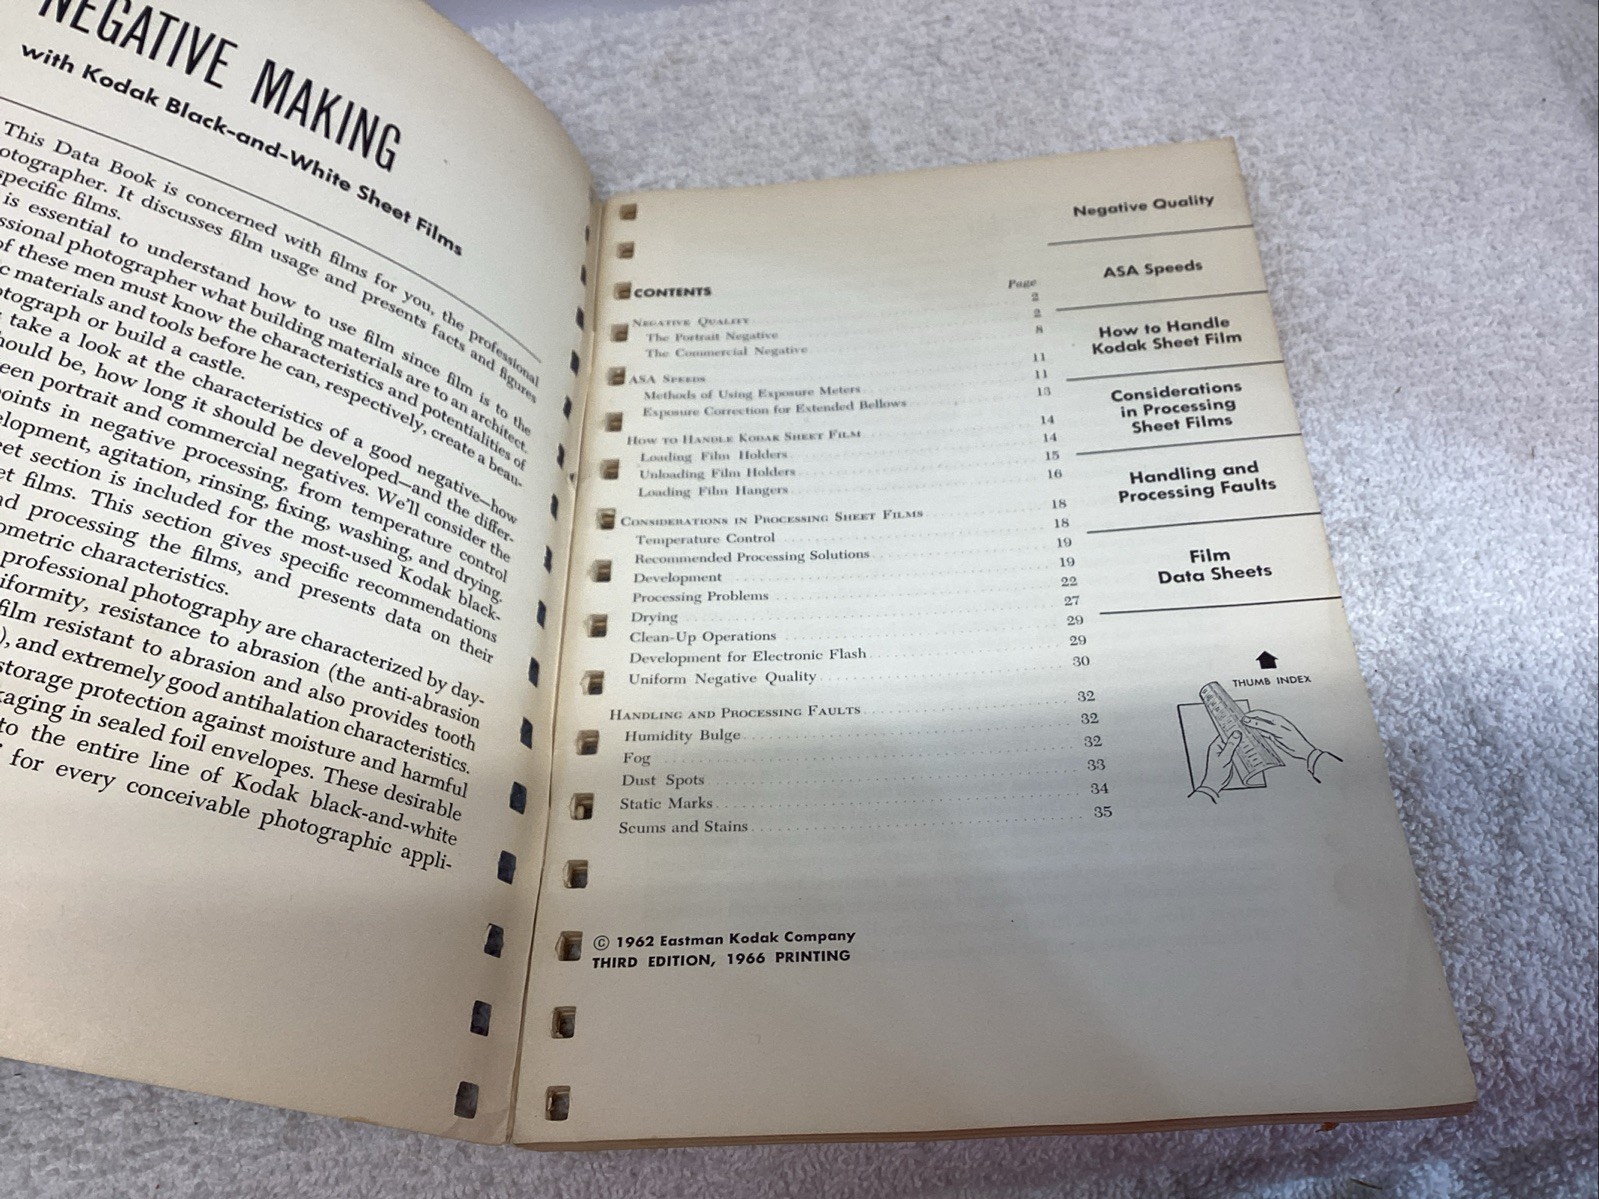 NEGATIVE MAKING
with Kodak Black-and-White Sheet Films
This Data Book is concerned with films for you, the professional
otographer. It discusses film usage and presents facts and figures
specific films.
is essential to understand how to use film since film is to the
ssional photographer what building materials are to an architect.
of these men must know the characteristics and potentialities of
c materials and tools before he can, respectively, create a beau-
otograph or build a castle.
take a look at the characteristics of a good negative—how
hould be, how long it should be developed—and the differ-
een portrait and commercial negatives. We'll consider the
points in negative processing, from temperature control
elopment, agitation, rinsing, fixing, washing, and drying.
eet section is included for the most-used Kodak black-
et films. This section gives specific recommendations
nd processing the films, and presents data on their
ometric characteristics.
professional photography are characterized by day-
iformity, resistance to abrasion (the anti-abrasion
film resistant to abrasion and also provides tooth
), and extremely good antihalation characteristics.
storage protection against moisture and harmful
kaging in sealed foil envelopes. These desirable
to the entire line of Kodak black-and-white
for every conceivable photographic appli-
CONTENTS Page
NEGATIVE QUALITY 2
The Portrait Negative 2
The Commercial Negative 8
ASA SPEEDS 11
Methods of Using Exposure Meters 11
Exposure Correction for Extended Bellows 13
HOW TO HANDLE KODAK SHEET FILM 14
Loading Film Holders 14
Unloading Film Holders 15
Loading Film Hangers 16
CONSIDERATIONS IN PROCESSING SHEET FILMS 18
Temperature Control 18
Recommended Processing Solutions 19
Development 19
Processing Problems 22
Drying 27
Clean-Up Operations 29
Development for Electronic Flash 29
Uniform Negative Quality 30
HANDLING AND PROCESSING FAULTS 32
Humidity Bulge 32
Fog 32
Dust Spots 33
Static Marks 34
Scums and Stains 35
© 1962 Eastman Kodak Company
THIRD EDITION, 1966 PRINTING
Negative Quality
ASA Speeds
How to Handle
Kodak Sheet Film
Considerations
in Processing
Sheet Films
Handling and
Processing Faults
Film
Data Sheets
THUMB INDEX